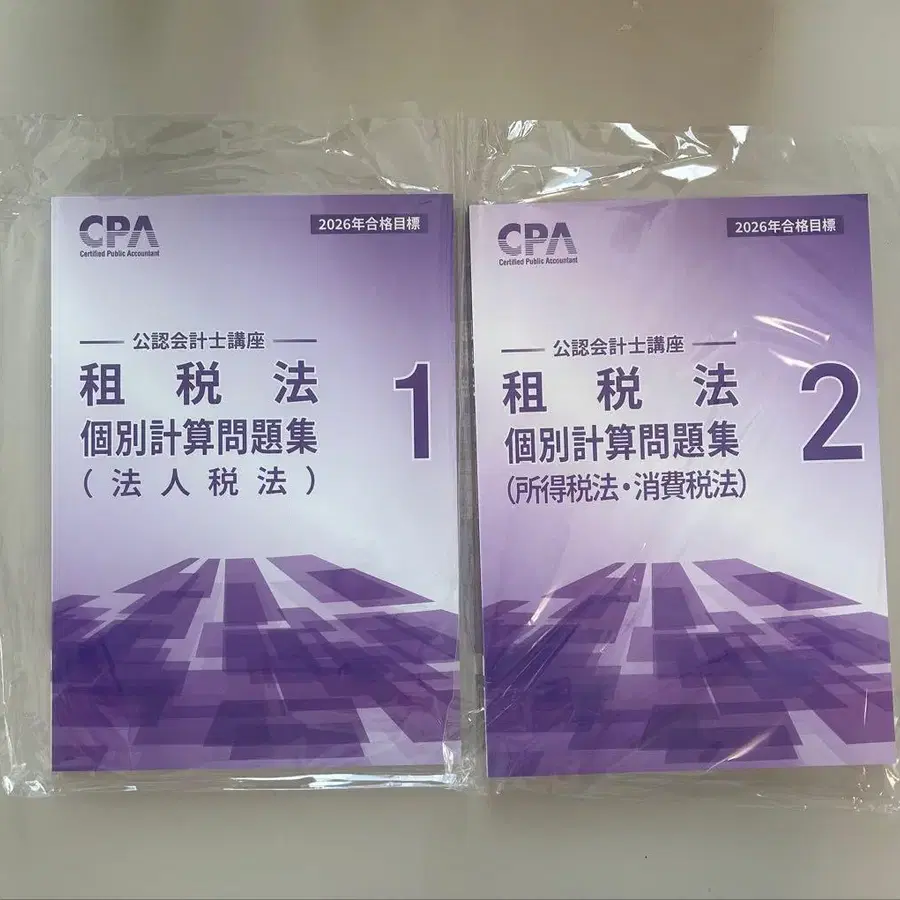 CPA
Certified Public Accountant
2026年合格目標
公認会計士講座
租税法
個別計算問題集
(法人税法)
1
CPA
Certified Public Accountant
2026年合格目標
公認会計士講座
租税法
個別計算問題集
(所得税法・消費税法)
2